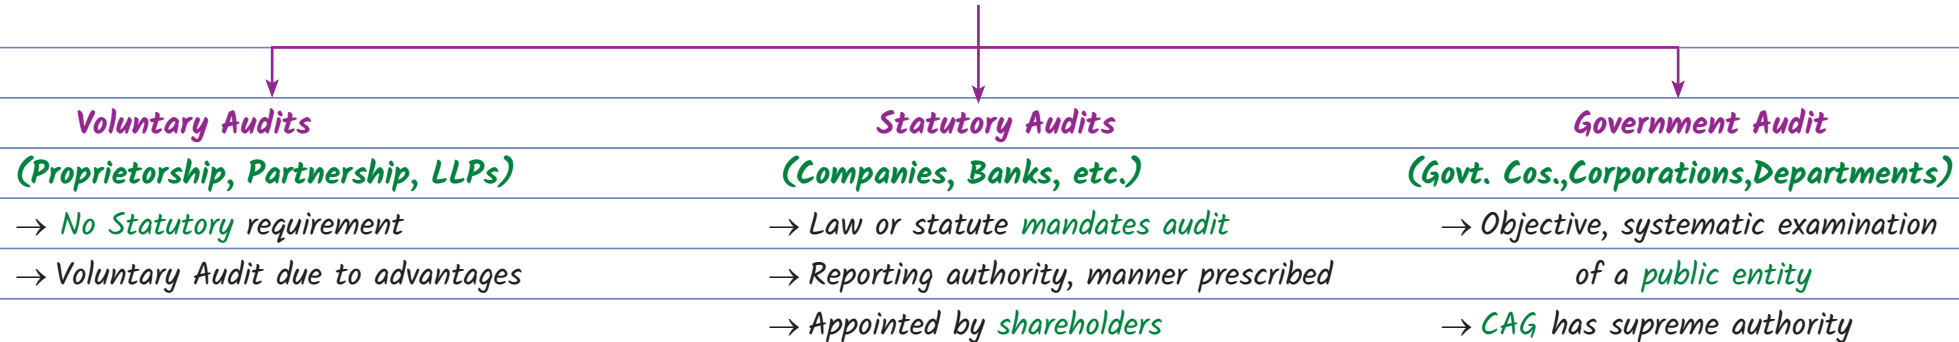 Voluntary Audits
(Proprietorship, Partnership, LLPs)
→ No Statutory requirement
→ Voluntary Audit due to advantages
Statutory Audits
(Companies, Banks, etc.)
→ Law or statute mandates audit
→ Reporting authority, manner prescribed
→ Appointed by shareholders
Government Audit
(Govt. Cos.,Corporations,Departments)
→ Objective, systematic examination
of a public entity
→ CAG has supreme authority